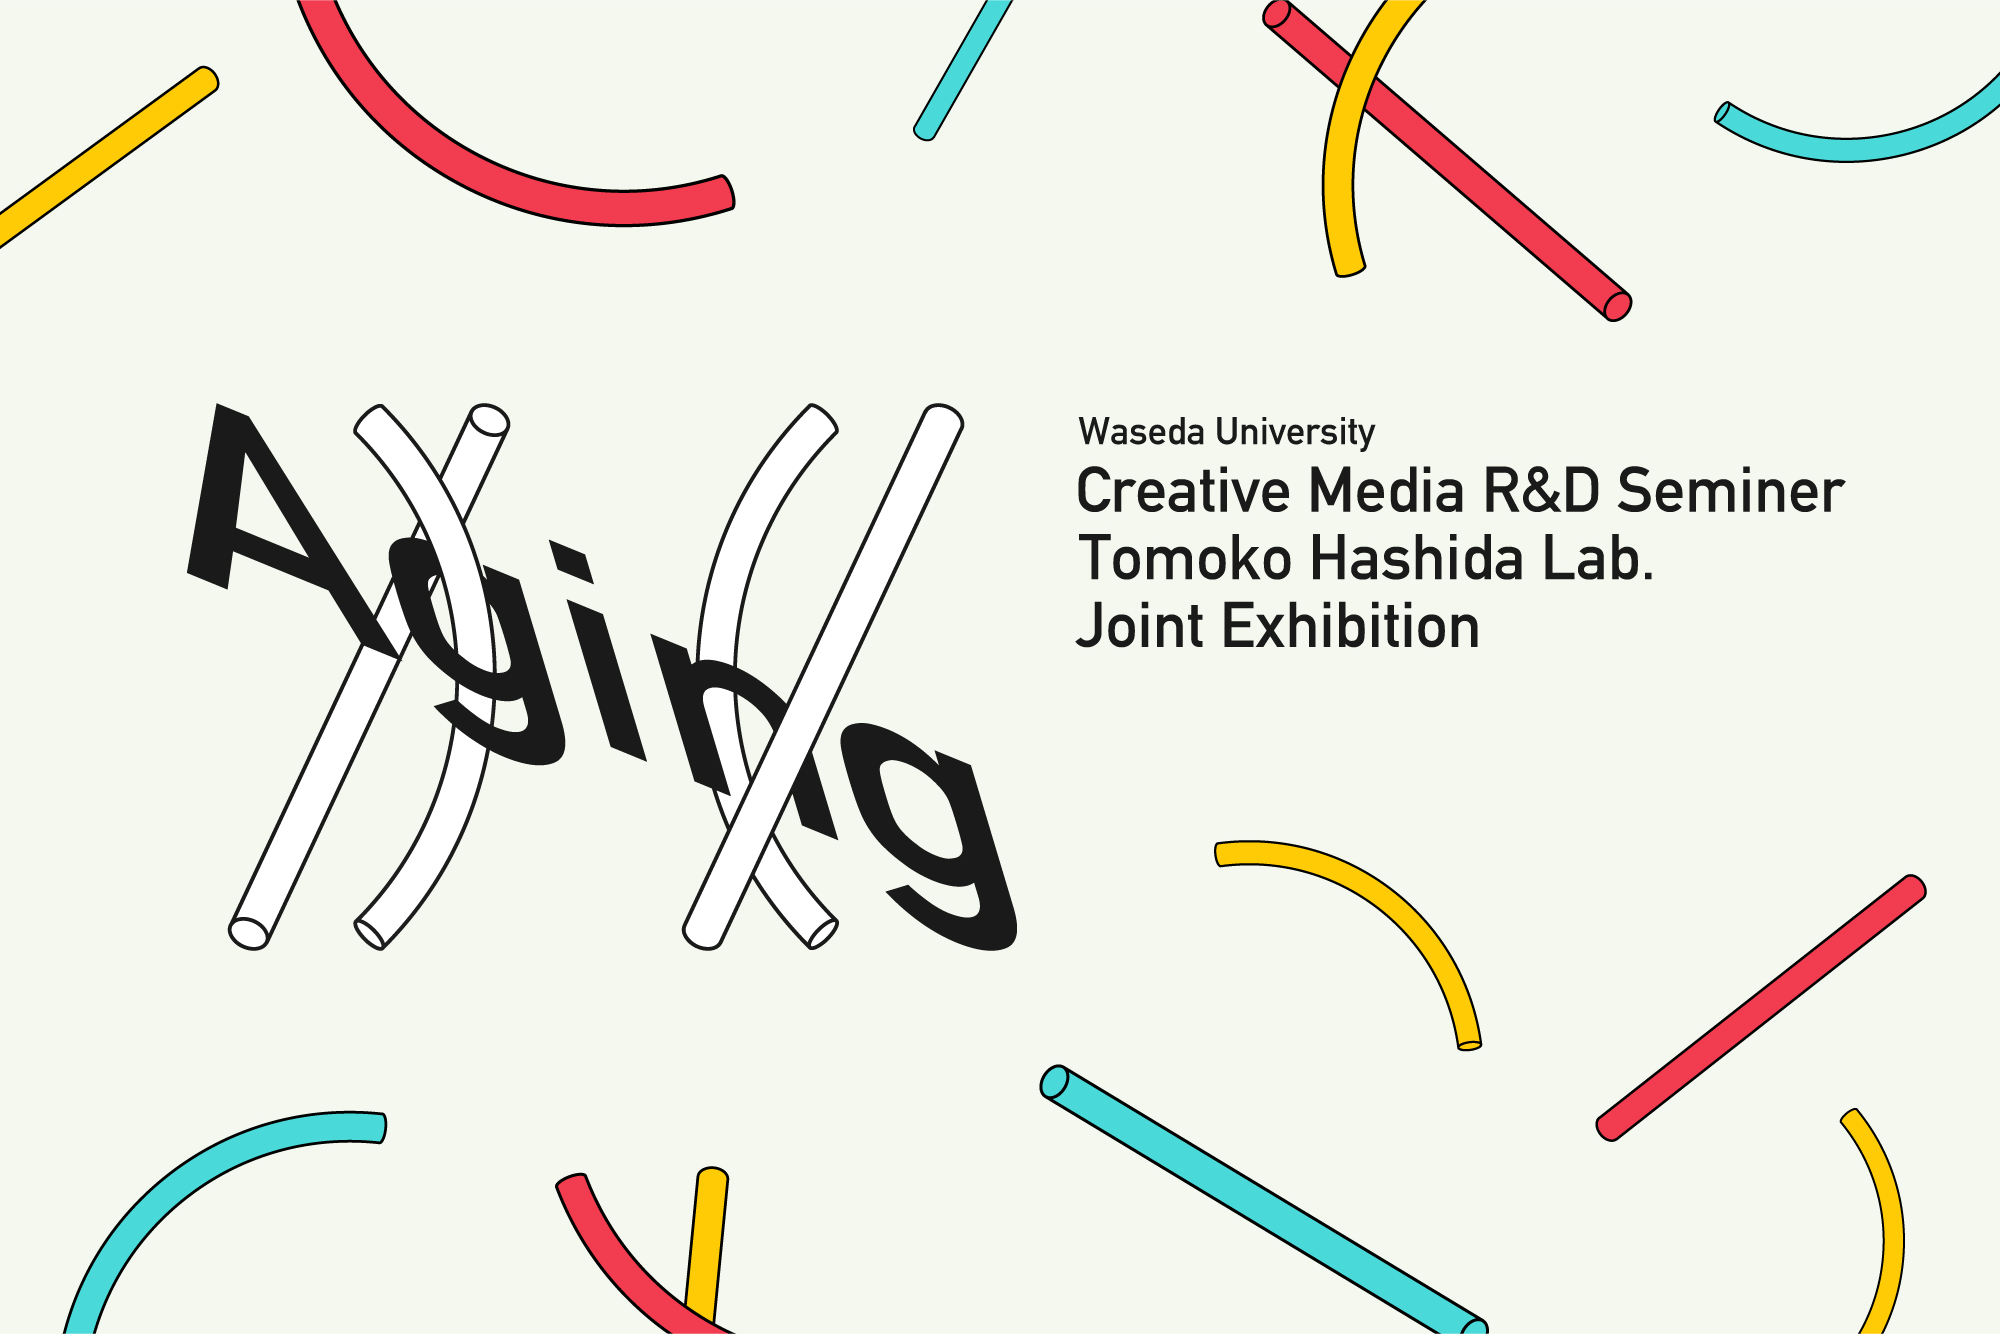 Aging
Waseda University
Creative Media R&D Seminer
Tomoko Hashida Lab.
Joint Exhibition